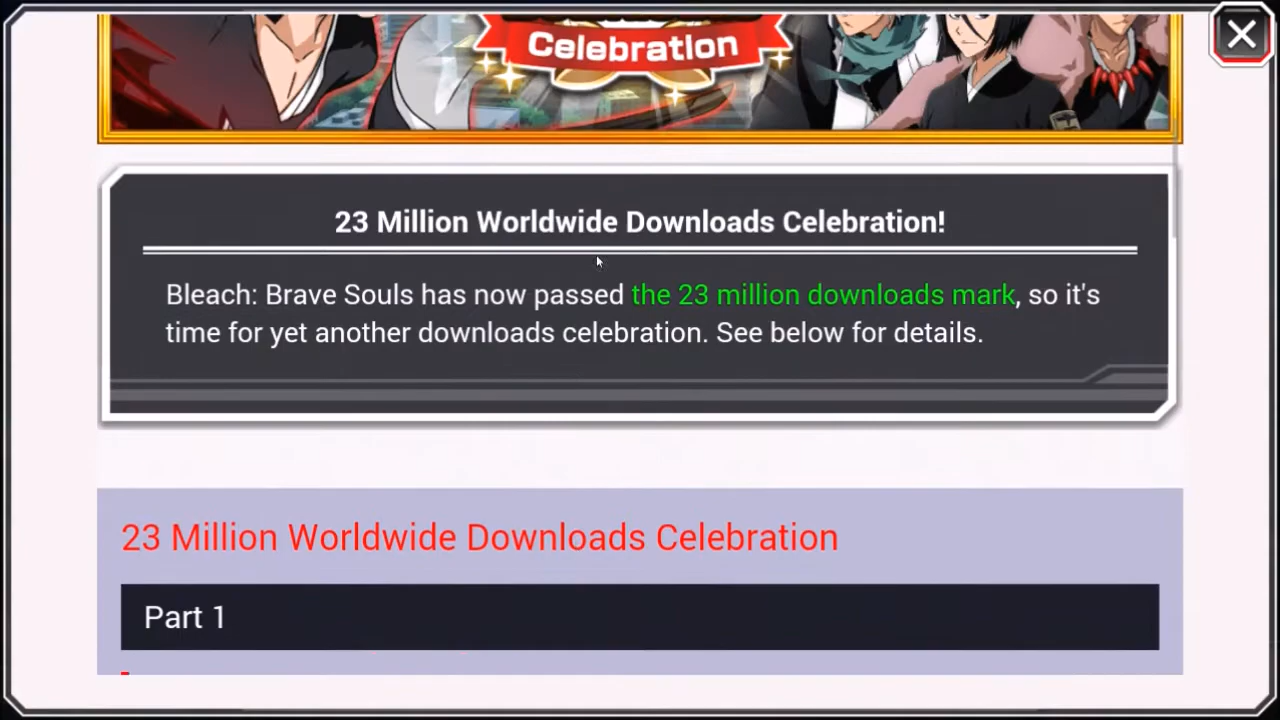 Celebration
23 Million Worldwide Downloads Celebration!
Bleach: Brave Souls has now passed the 23 million downloads mark, so it's
time for yet another downloads celebration. See below for details.
23 Million Worldwide Downloads Celebration
Part 1